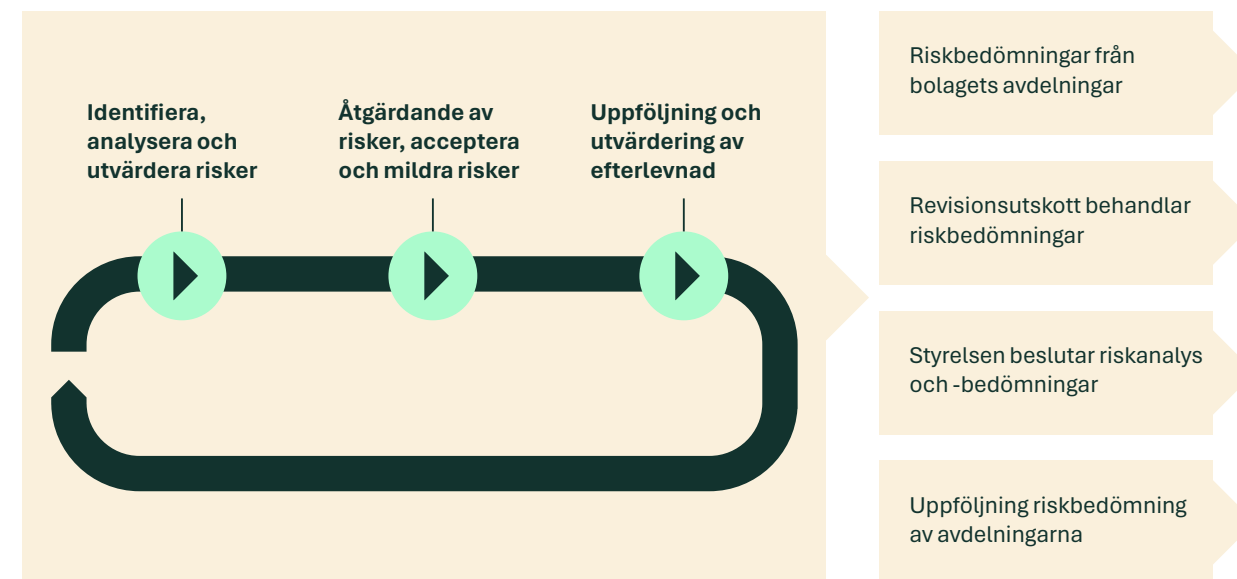 Identifiera,
analysera och
utvärdera risker
Åtgärdande av
risker, acceptera
och mildra risker
Uppföljning och
utvärdering av
efterlevnad
Riskbedömningar från
bolagets avdelningar
Revisionsutskott behandlar
riskbedömningar
Styrelsen beslutar riskanalys
och -bedömningar
Uppföljning riskbedömning
av avdelningarna